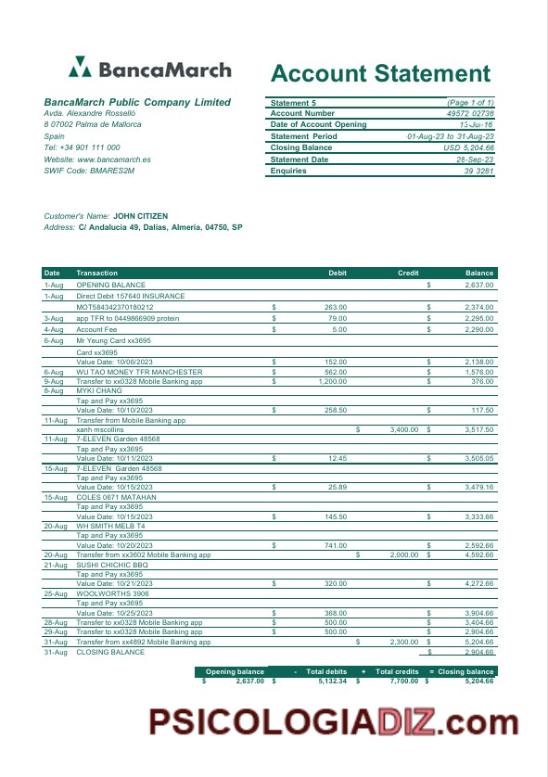 BancaMarch
Account Statement
BancaMarch Public Company Limited
Avda. Alexandre Rosselló
8 07002 Palma de Mallorca
Spain
Tel: +34 901 111 000
Website: www.bancamarch.es
SWIF Code: BMARES2M
Statement 5 (Page 1 of 1)
Account Number 49572 02738
Date of Account Opening 13-Ju-16
Statement Period 01-Aug-23 to 31-Aug-23
Closing Balance USD 5,204.66
Statement Date 26-Sep-23
Enquiries 39 3281
Customer's Name: JOHN CITIZEN
Address: C/ Andalucia 49, Dalias, Almeria, 04750, SP
Date Transaction Debit Credit Balance
1-Aug OPENING BALANCE $ 2,637.00
1-Aug Direct Debit 157640 INSURANCE
MOT584342370180212 $ 263.00 $ 2,374.00
3-Aug app TFR to 0449866909 protein $ 79.00 $ 2,295.00
4-Aug Account Fee $ 5.00 $ 2,290.00
6-Aug Mr Yeung Card xx3695
Card xx3695
Value Date: 10/06/2023 $ 152.00 $ 2,138.00
6-Aug WU TAO MONEY TFR MANCHESTER $ 562.00 $ 1,576.00
9-Aug Transfer to xx0328 Mobile Banking app $ 1,200.00 $ 376.00
8-Aug MYKI CHANG
Tap and Pay xx3695
Value Date: 10/10/2023 $ 258.50 $ 117.50
11-Aug Transfer from Mobile Banking app
xanh mscollins $ 3,400.00 $ 3,517.50
11-Aug 7-ELEVEN Garden 48568
Tap and Pay xx3695
Value Date: 10/11/2023 $ 12.45 $ 3,505.05
15-Aug 7-ELEVEN Garden 48568
Tap and Pay xx3695
Value Date: 10/15/2023 $ 25.89 $ 3,479.16
15-Aug COLES 0671 MATAHAN
Tap and Pay xx3695
Value Date: 10/15/2023 $ 145.50 $ 3,333.66
20-Aug WH SMITH MELB T4
Tap and Pay xx3695
Value Date: 10/20/2023 $ 741.00 $ 2,592.66
20-Aug Transfer from xx3602 Mobile Banking app $ 2,000.00 $ 4,592.66
21-Aug SUSHI CHICHIC BBQ
Tap and Pay xx3695
Value Date: 10/21/2023 $ 320.00 $ 4,272.66
25-Aug WOOLWORTHS 3906
Tap and Pay xx3695
Value Date: 10/25/2023 $ 368.00 $ 3,904.66
28-Aug Transfer to xx0328 Mobile Banking app $ 500.00 $ 3,404.66
29-Aug Transfer to xx0328 Mobile Banking app $ 500.00 $ 2,904.66
31-Aug Transfer from xx4892 Mobile Banking app $ 2,300.00 $ 5,204.66
31-Aug CLOSING BALANCE $ 2,904.66
Opening balance - Total debits + Total credits = Closing balance
$ 2,637.00 $ 5,132.34 $ 7,700.00 $ 5,204.66
PSICOLOGIADIZ.com